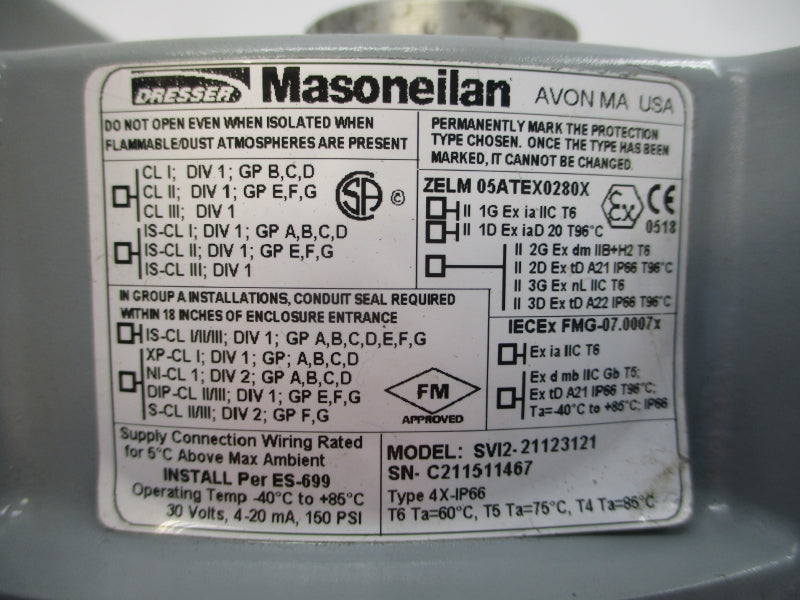 DRESSER Masoneilan AVON MA USA
DO NOT OPEN EVEN WHEN ISOLATED WHEN
FLAMMABLE/DUST ATMOSPHERES ARE PRESENT
PERMANENTLY MARK THE PROTECTION
TYPE CHOSEN. ONCE THE TYPE HAS BEEN
MARKED, IT CANNOT BE CHANGED.
CL I; DIV 1; GP B,C,D
CL II; DIV 1; GP E,F,G
CL III; DIV 1
SA ©
IS-CL I; DIV 1; GP A,B,C,D
IS-CL II; DIV 1; GP E,F,G
IS-CL III; DIV 1
ZELM 05ATEX0280X
II 1G Ex ia IIC T6
II 1D Ex iaD 20 T96°C
Ex CE
0518
II 2G Ex dm IIB+H2 T6
II 2D Ex tD A21 IP66 T96°C
II 3G Ex nL IIC T6
II 3D Ex tD A22 IP66 T96°C
IN GROUP A INSTALLATIONS, CONDUIT SEAL REQUIRED
WITHIN 18 INCHES OF ENCLOSURE ENTRANCE
IS-CL I/II/III; DIV 1; GP A,B,C,D,E,F,G
XP-CL I; DIV 1; GP; A,B,C,D
NI-CL 1; DIV 2; GP A,B,C,D
DIP-CL II/III; DIV 1; GP E,F,G
S-CL II/III; DIV 2; GP F,G
FM
APPROVED
IECEx FMG-07.0007x
Ex ia IIC T6
Ex d mb IIC Gb T5;
Ex tD A21 IP66 T96°C;
Ta=-40°C to +85°C; IP66
Supply Connection Wiring Rated
for 5°C Above Max Ambient
INSTALL Per ES-699
Operating Temp -40°C to +85°C
30 Volts, 4-20 mA, 150 PSI
MODEL: SVI2-21123121
SN- C211511467
Type 4X-IP66
T6 Ta=60°C, T5 Ta=75°C, T4 Ta=85°C